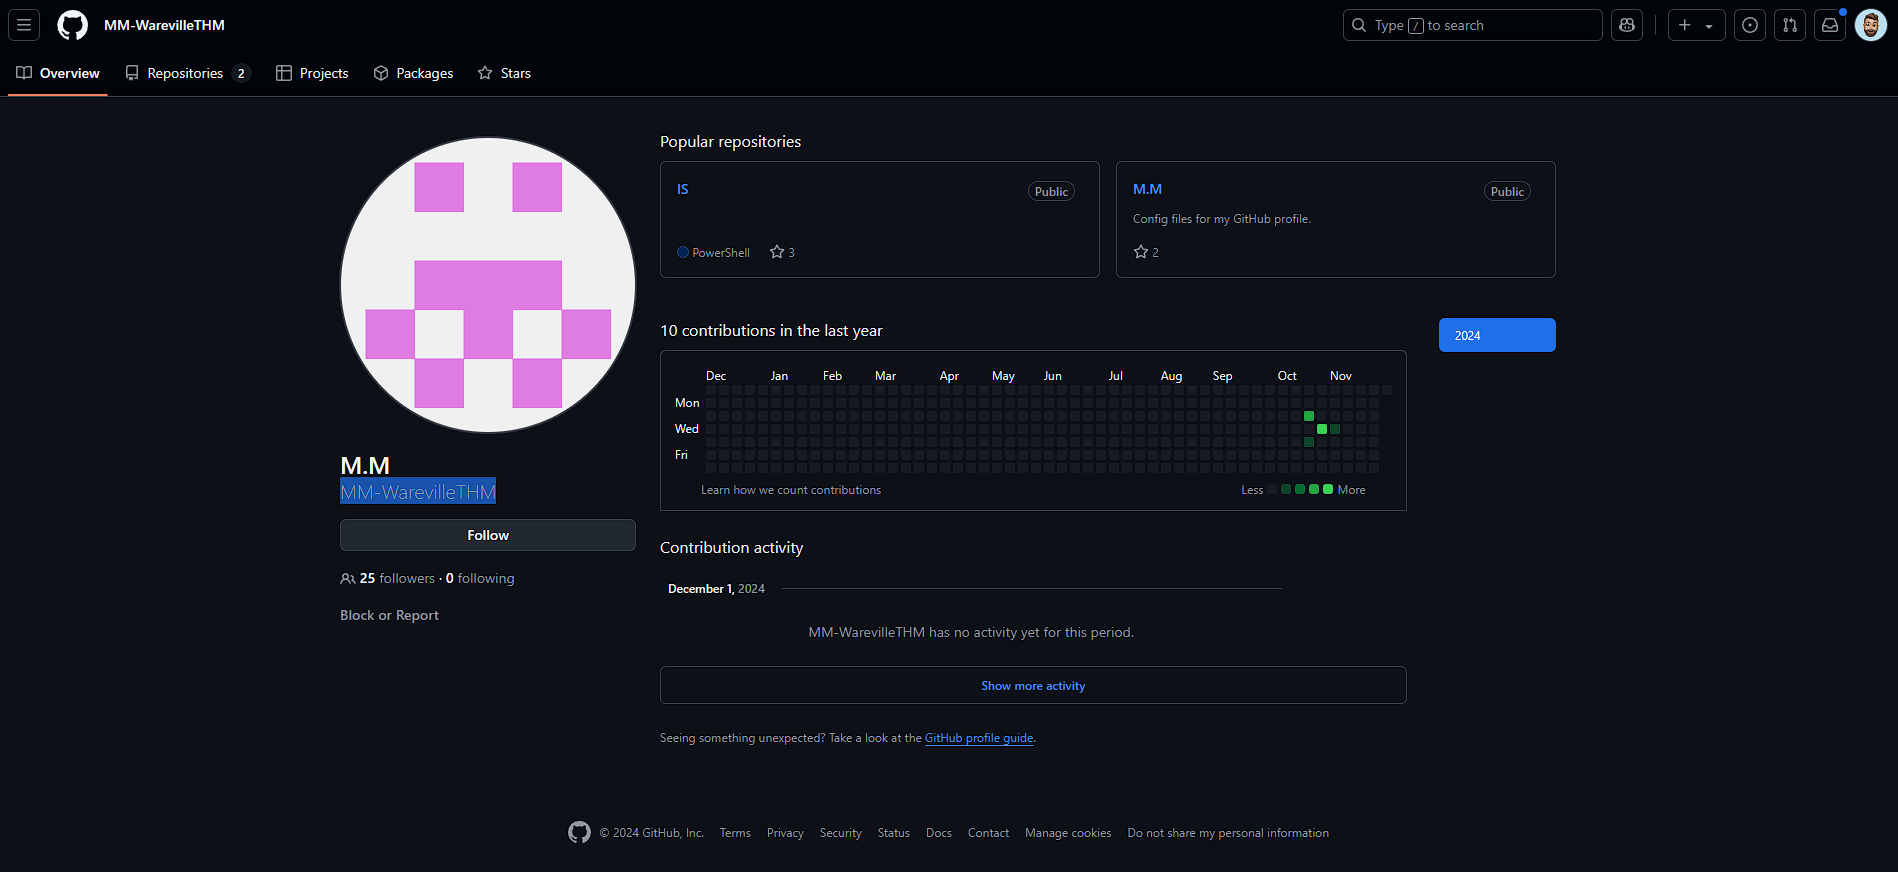 MM-WarevilleTHM
Type / to search
Overview Repositories 2 Projects Packages Stars
Popular repositories
IS Public
PowerShell 3
M.M Public
Config files for my GitHub profile.
2
10 contributions in the last year
2024
Dec Jan Feb Mar Apr May Jun Jul Aug Sep Oct Nov
Mon
Wed
Fri
Learn how we count contributions Less More
M.M
MM-WarevilleTHM
Follow
25 followers · 0 following
Block or Report
Contribution activity
December 1, 2024
MM-WarevilleTHM has no activity yet for this period.
Show more activity
Seeing something unexpected? Take a look at the GitHub profile guide.
© 2024 GitHub, Inc. Terms Privacy Security Status Docs Contact Manage cookies Do not share my personal information